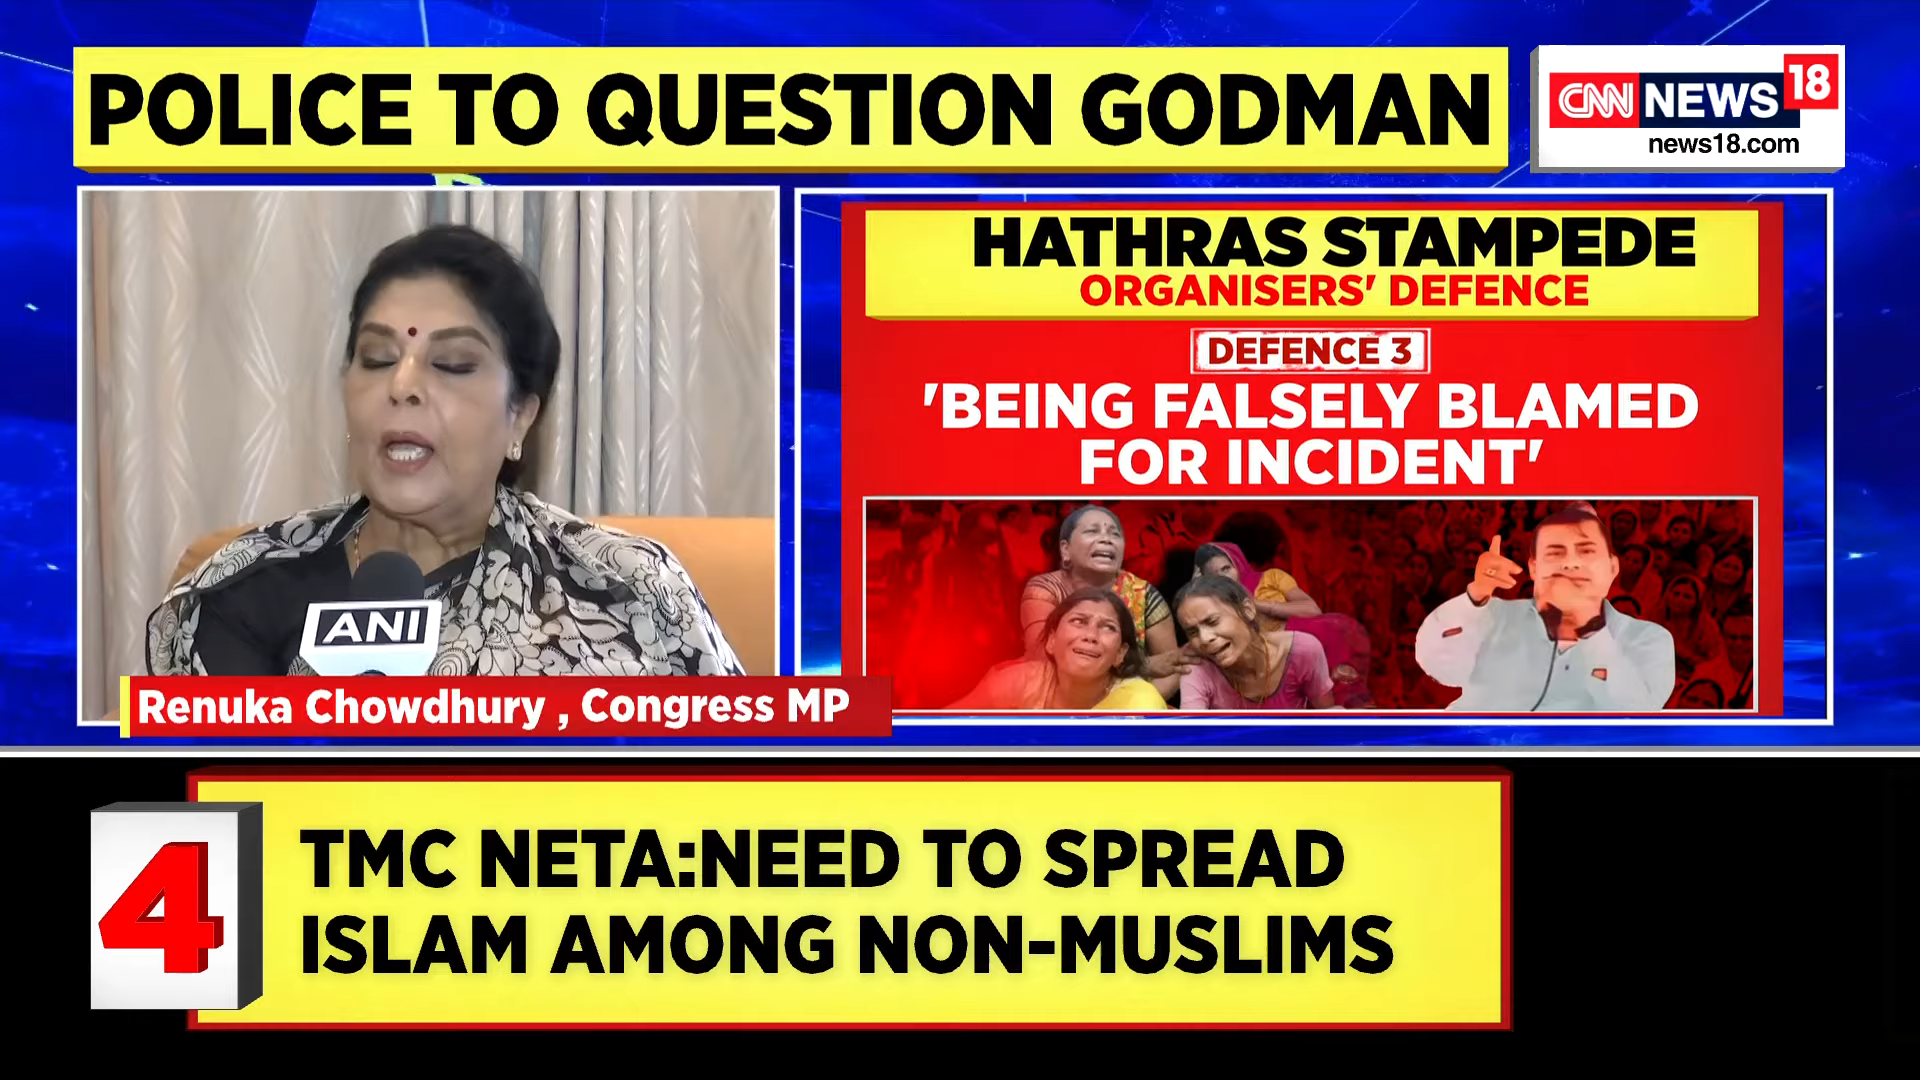 POLICE TO QUESTION GODMAN
CNN NEWS 18
news18.com
HATHRAS STAMPEDE
ORGANISERS' DEFENCE
DEFENCE 3
'BEING FALSELY BLAMED
FOR INCIDENT'
ANI
Renuka Chowdhury , Congress MP
4
TMC NETA:NEED TO SPREAD
ISLAM AMONG NON-MUSLIMS